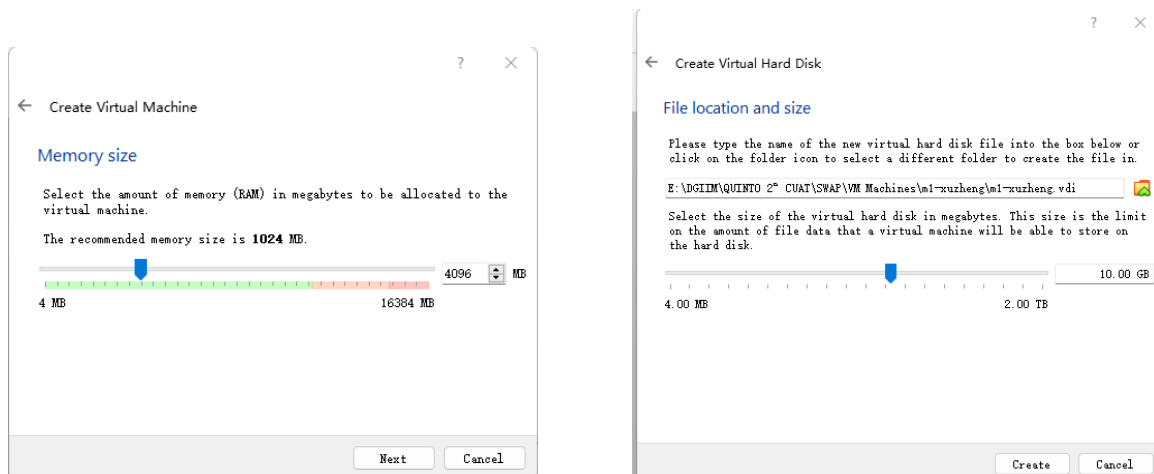 ?
Create Virtual Machine
Memory size
Select the amount of memory (RAM) in megabytes to be allocated to the
virtual machine.
The recommended memory size is 1024 MB.
4096 MB
4 MB 16384 MB
Next Cancel
?
Create Virtual Hard Disk
File location and size
Please type the name of the new virtual hard disk file into the box below or
click on the folder icon to select a different folder to create the file in.
E:\DGIIM\QUINTO 2° CUAT\SWAP\VM Machines\m1-xuzheng\m1-xuzheng.vdi
Select the size of the virtual hard disk in megabytes. This size is the limit
on the amount of file data that a virtual machine will be able to store on
the hard disk.
10.00 GB
4.00 MB 2.00 TB
Create Cancel